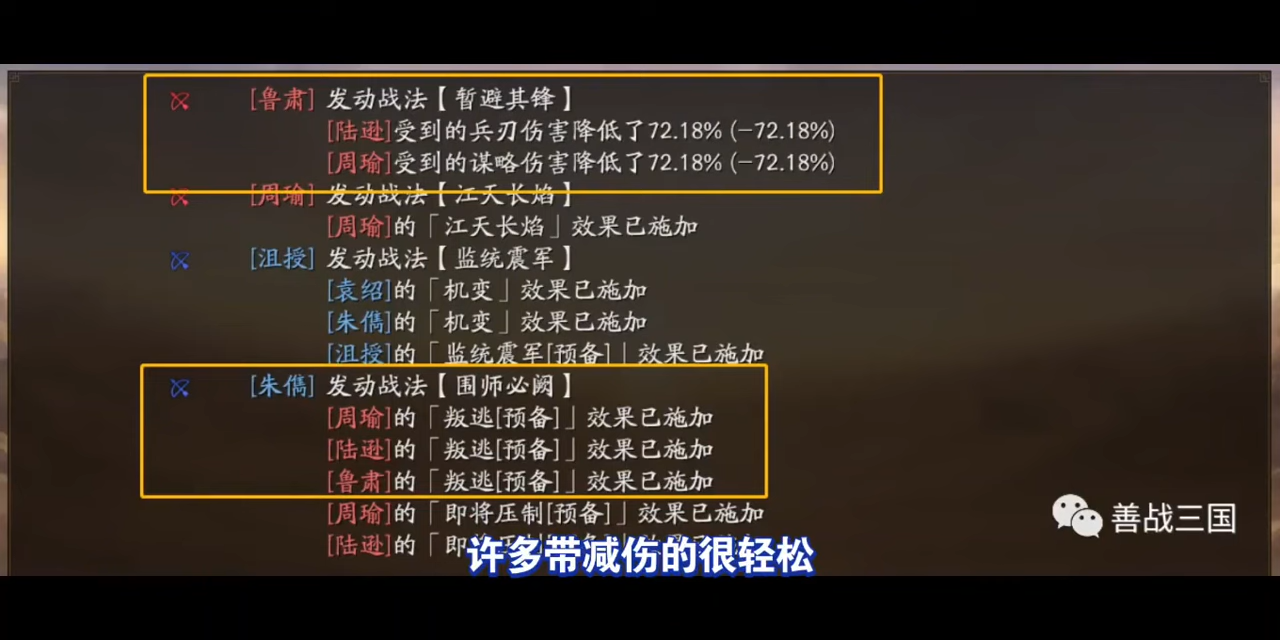 [鲁肃] 发动战法【暂避其锋】
[陆逊]受到的兵刃伤害降低了72.18% (-72.18%)
[周瑜]受到的谋略伤害降低了72.18% (-72.18%)
[周瑜] 发动战法【江天长焰】
[周瑜]的「江天长焰」效果已施加
[沮授] 发动战法【监统震军】
[袁绍]的「机变」效果已施加
[朱儁]的「机变」效果已施加
[沮授]的「监统震军[预备]」效果已施加
[朱儁] 发动战法【围师必阙】
[周瑜]的「叛逃[预备]」效果已施加
[陆逊]的「叛逃[预备]」效果已施加
[鲁肃]的「叛逃[预备]」效果已施加
[周瑜]的「即将压制[预备]」效果已施加
善战三国
[陆逊]的「即
许多带减伤的很轻松